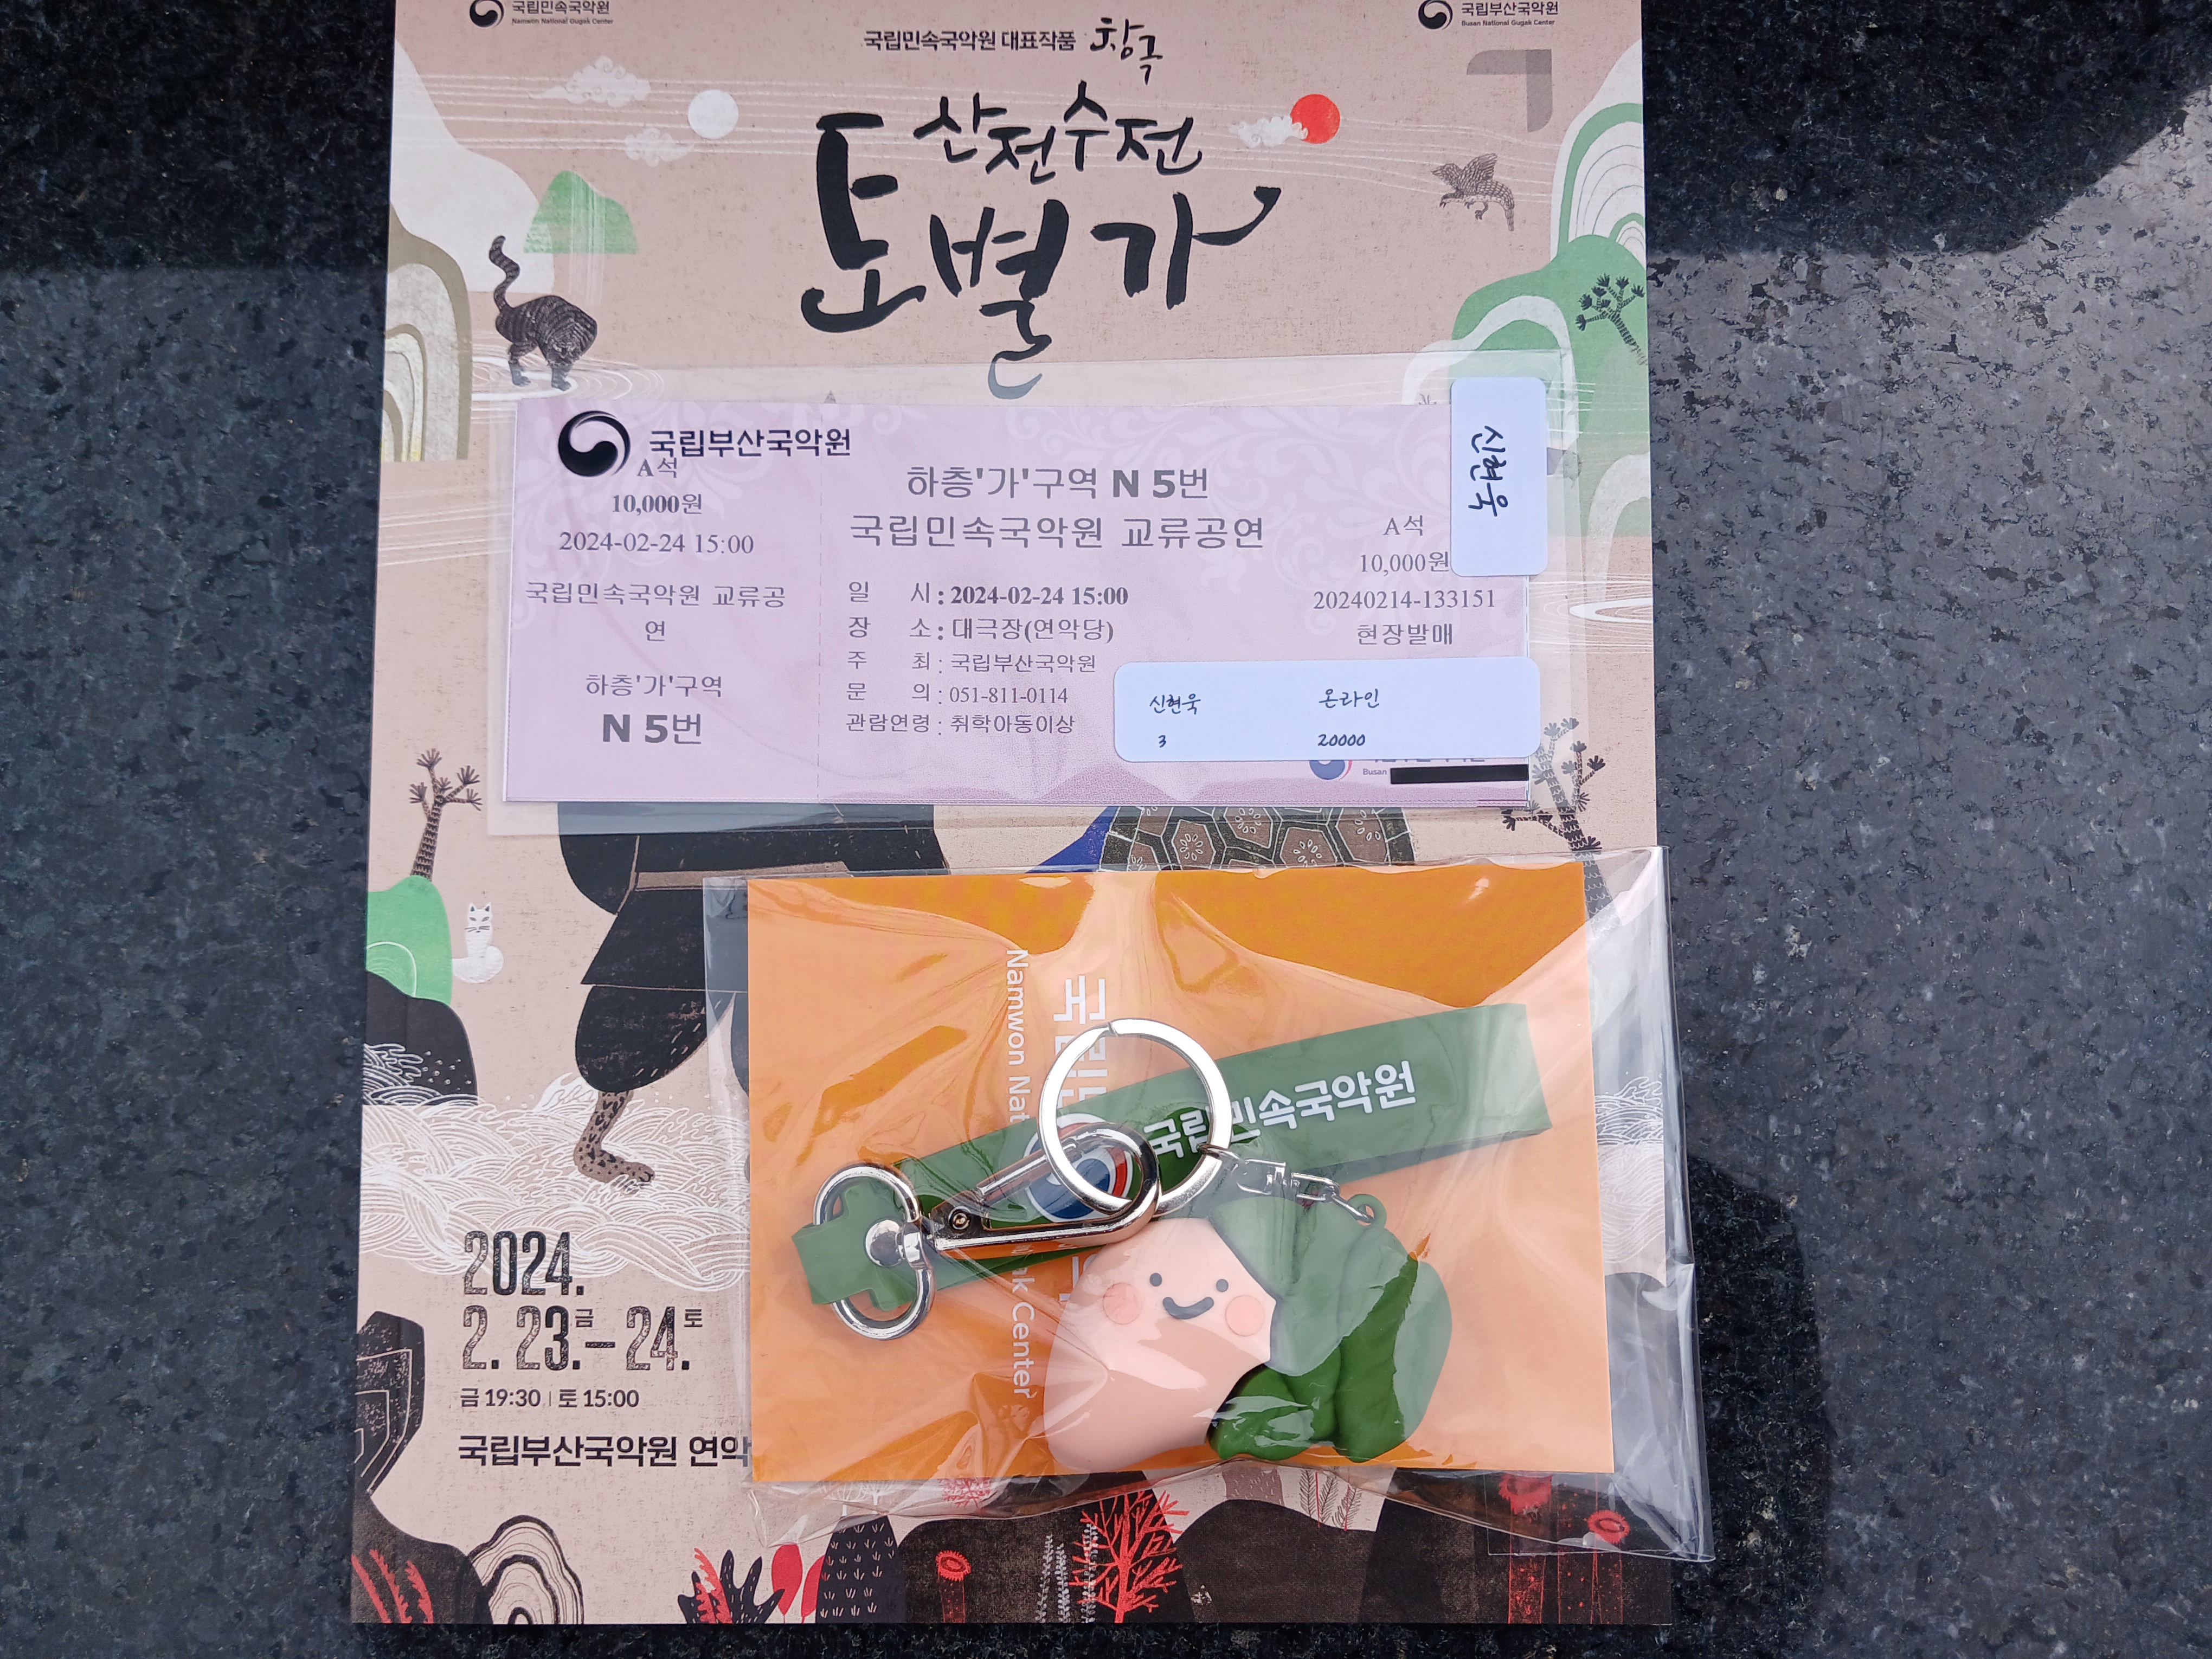 국립민속국악원
Namwon National Gugak Center
국립부산국악원
Busan National Gugak Center
국립민속국악원 대표작품 창극
산전수전
토별가
국립부산국악원
A석
10,000원
2024-02-24 15:00
국립민속국악원 교류공
연
하층'가'구역
N 5번
하층'가'구역 N 5번
국립민속국악원 교류공연
일 시 : 2024-02-24 15:00
장 소 : 대극장(연악당)
주 최 : 국립부산국악원
문 의 : 051-811-0114
관람연령 : 취학아동이상
A석
10,000원
20240214-133151
현장발매
신현욱
신현욱 온라인
3 20000
Busan
Namwon Nat
ak Center
국립민속국악원
2024.
2. 23.금 – 24.토
금 19:30 | 토 15:00
국립부산국악원 연악